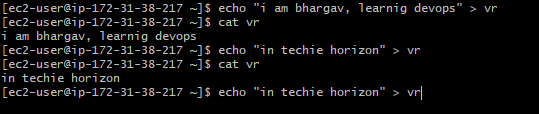 [ec2-user@ip-172-31-38-217 ~]$ echo "i am bhargav, learnig devops" > vr
[ec2-user@ip-172-31-38-217 ~]$ cat vr
i am bhargav, learnig devops
[ec2-user@ip-172-31-38-217 ~]$ echo "in techie horizon" > vr
[ec2-user@ip-172-31-38-217 ~]$ cat vr
in techie horizon
[ec2-user@ip-172-31-38-217 ~]$ echo "in techie horizon" > vr